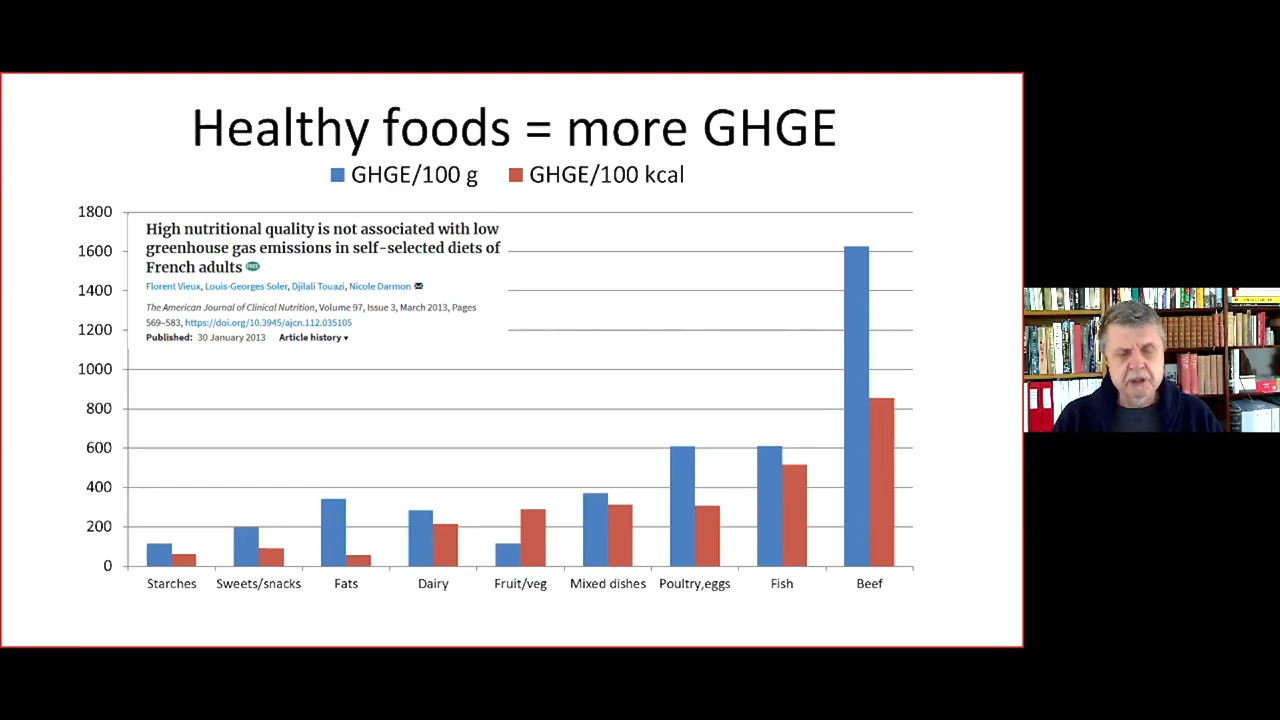 Healthy foods = more GHGE
GHGE/100 g GHGE/100 kcal
1800
1600
1400
1200
1000
800
600
400
200
0
High nutritional quality is not associated with low
greenhouse gas emissions in self-selected diets of
French adults FREE
Florent Vieux, Louis-Georges Soler, Djilali Touazi, Nicole Darmon
The American Journal of Clinical Nutrition, Volume 97, Issue 3, March 2013, Pages
569–583, https://doi.org/10.3945/ajcn.112.035105
Published: 30 January 2013 Article history ▾
Starches Sweets/snacks Fats Dairy Fruit/veg Mixed dishes Poultry,eggs Fish Beef